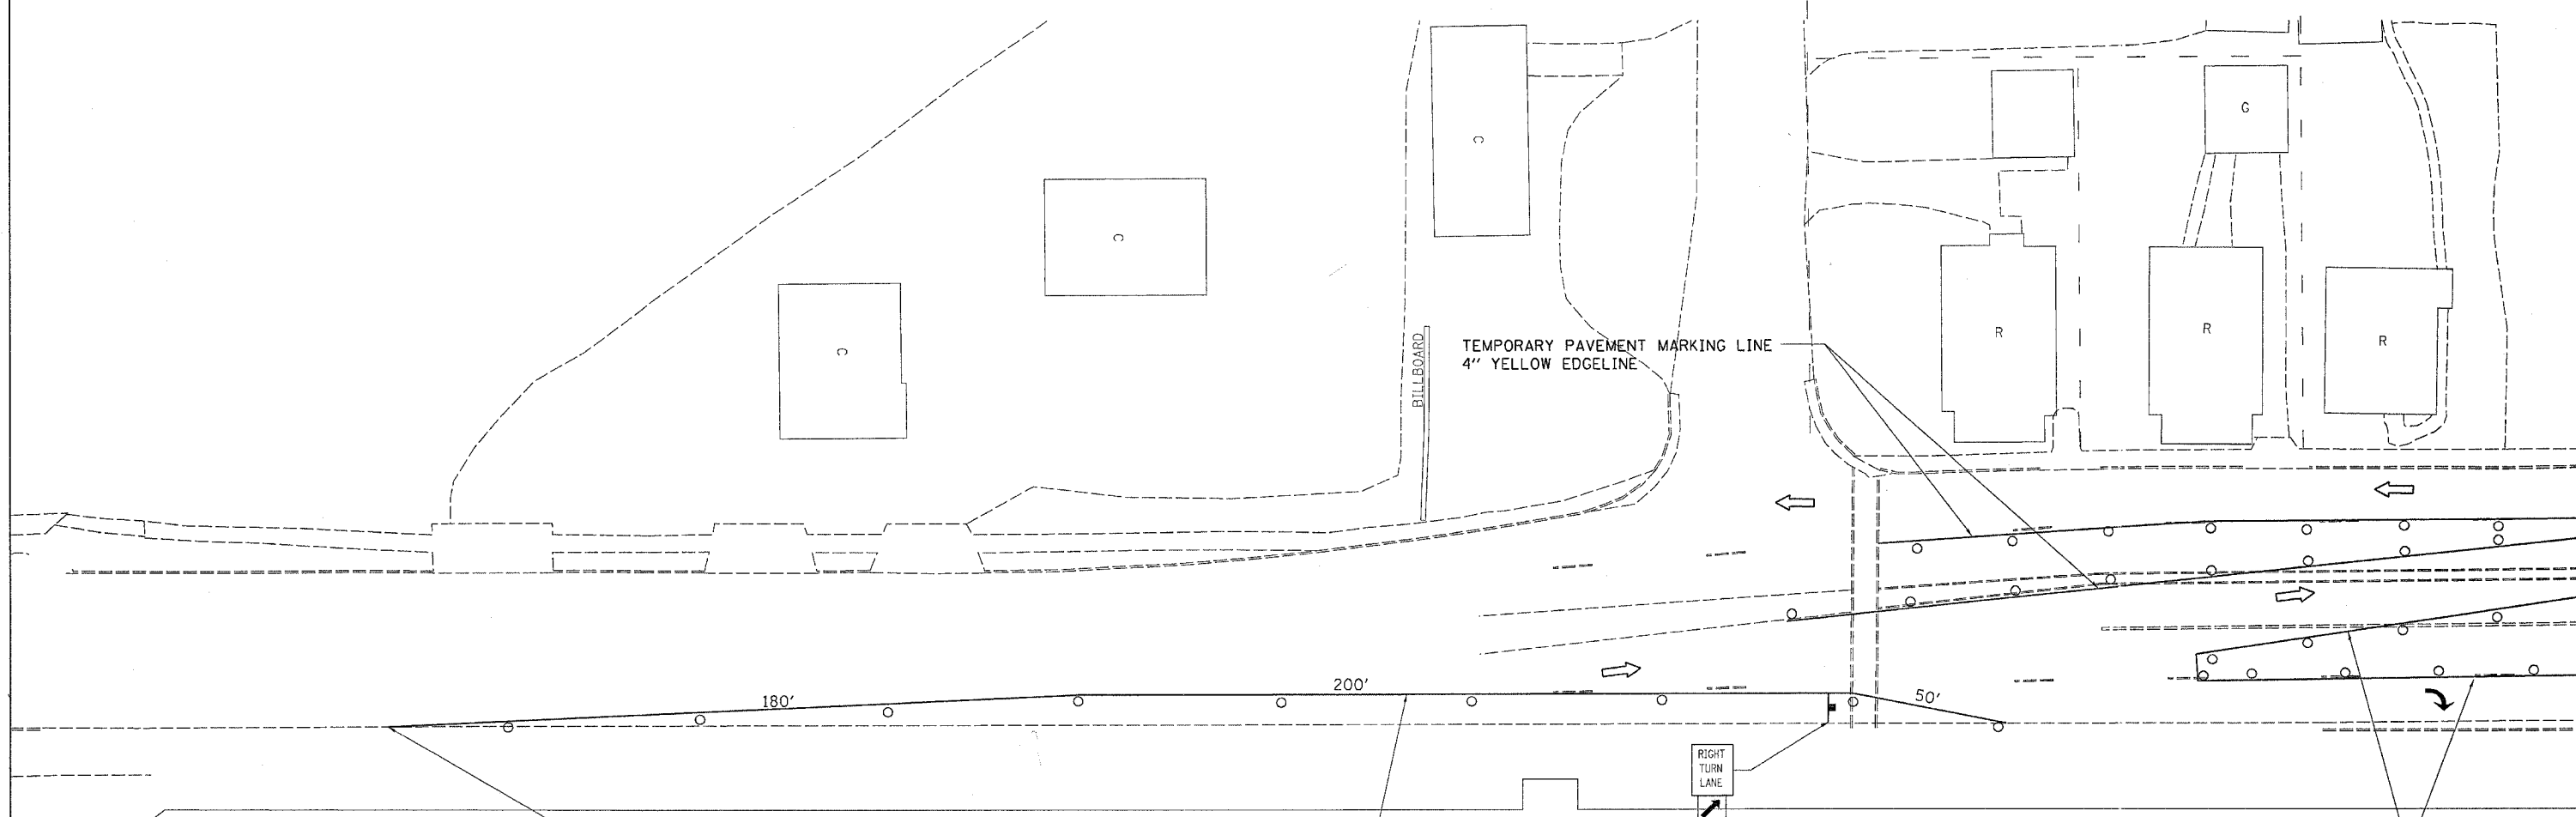 C
G
C
C
R
R
R
BILLBOARD
TEMPORARY PAVEMENT MARKING LINE
4" YELLOW EDGELINE
180'
200'
50'
RIGHT
TURN
LANE